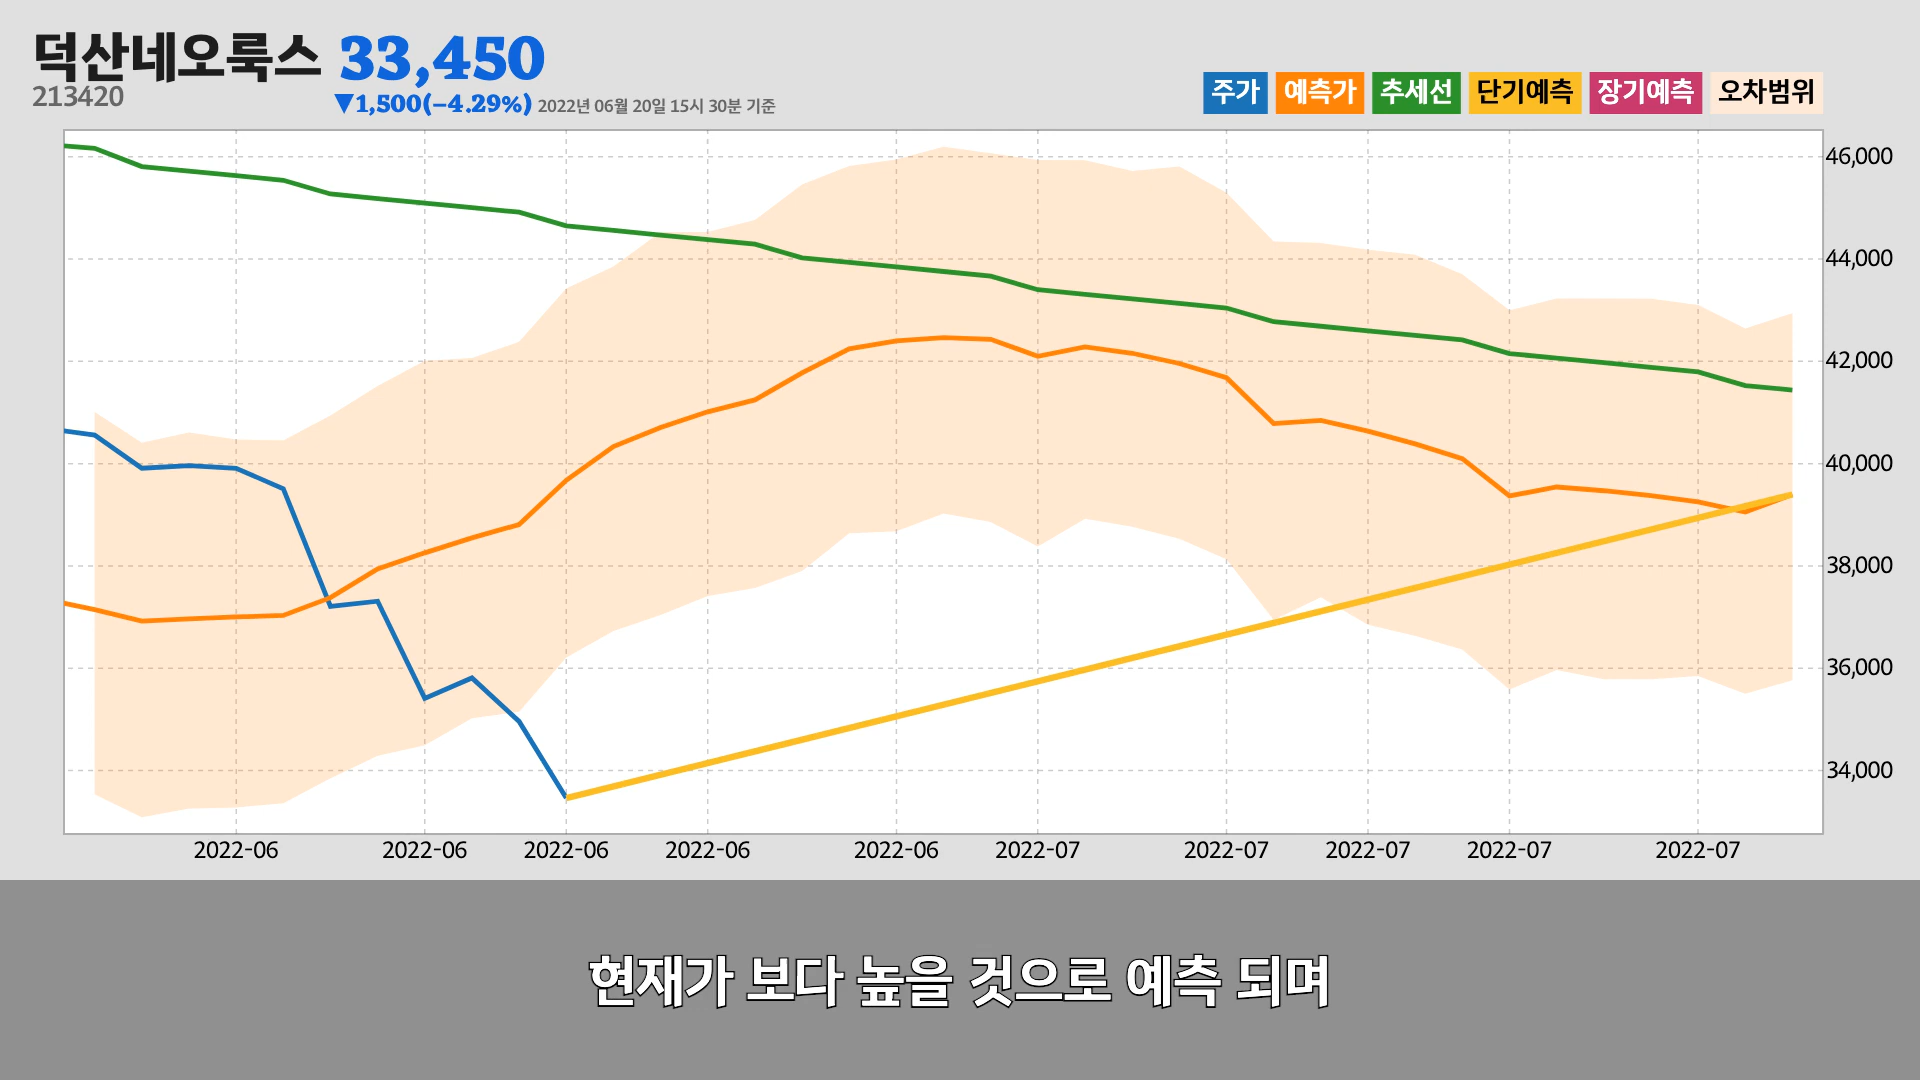 덕산네오룩스 33,450
213420
▼1,500(−4.29%) 2022년 06월 20일 15시 30분 기준
주가 예측가 추세선 단기예측 장기예측 오차범위
46,000
44,000
42,000
40,000
38,000
36,000
34,000
2022-06 2022-06 2022-06 2022-06 2022-06 2022-07 2022-07 2022-07 2022-07 2022-07
현재가 보다 높을 것으로 예측 되며